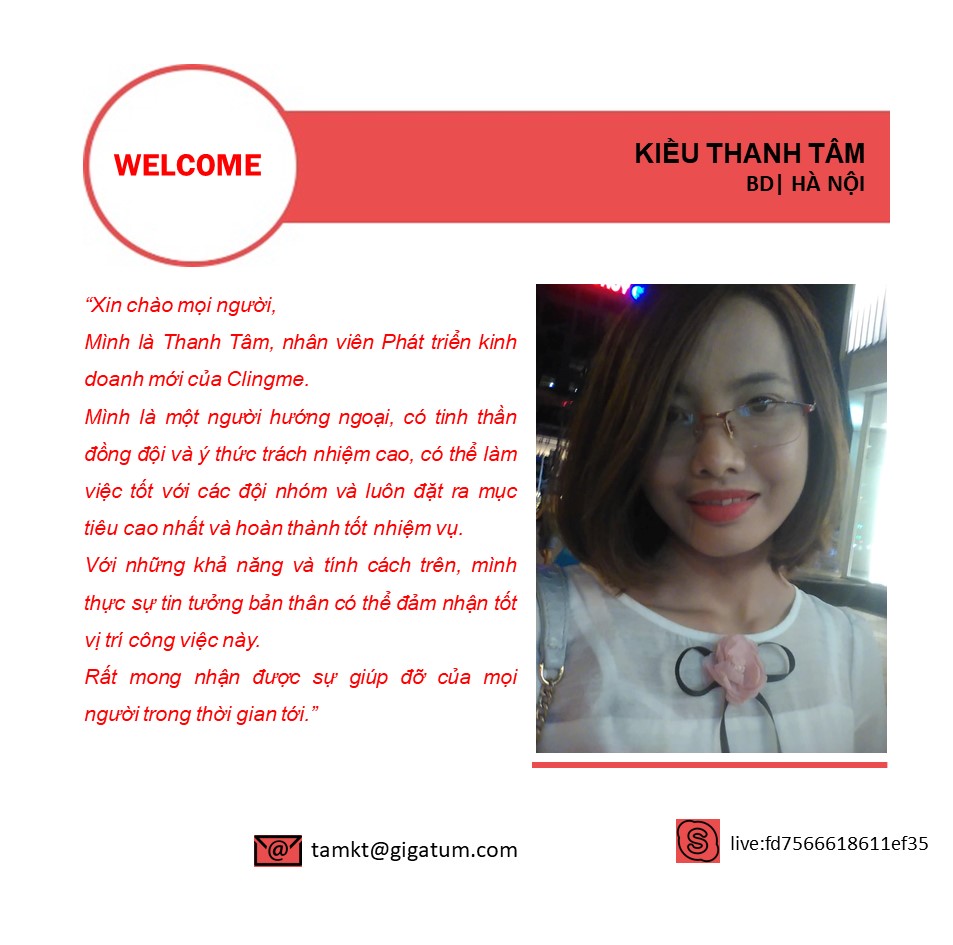 WELCOME
KIỀU THANH TÂM
BD| HÀ NỘI
“Xin chào mọi người,
Mình là Thanh Tâm, nhân viên Phát triển kinh
doanh mới của Clingme.
Mình là một người hướng ngoại, có tinh thần
đồng đội và ý thức trách nhiệm cao, có thể làm
việc tốt với các đội nhóm và luôn đặt ra mục
tiêu cao nhất và hoàn thành tốt nhiệm vụ.
Với những khả năng và tính cách trên, mình
thực sự tin tưởng bản thân có thể đảm nhận tốt
vị trí công việc này.
Rất mong nhận được sự giúp đỡ của mọi
người trong thời gian tới.”
@ tamkt@gigatum.com
S live:fd7566618611ef35